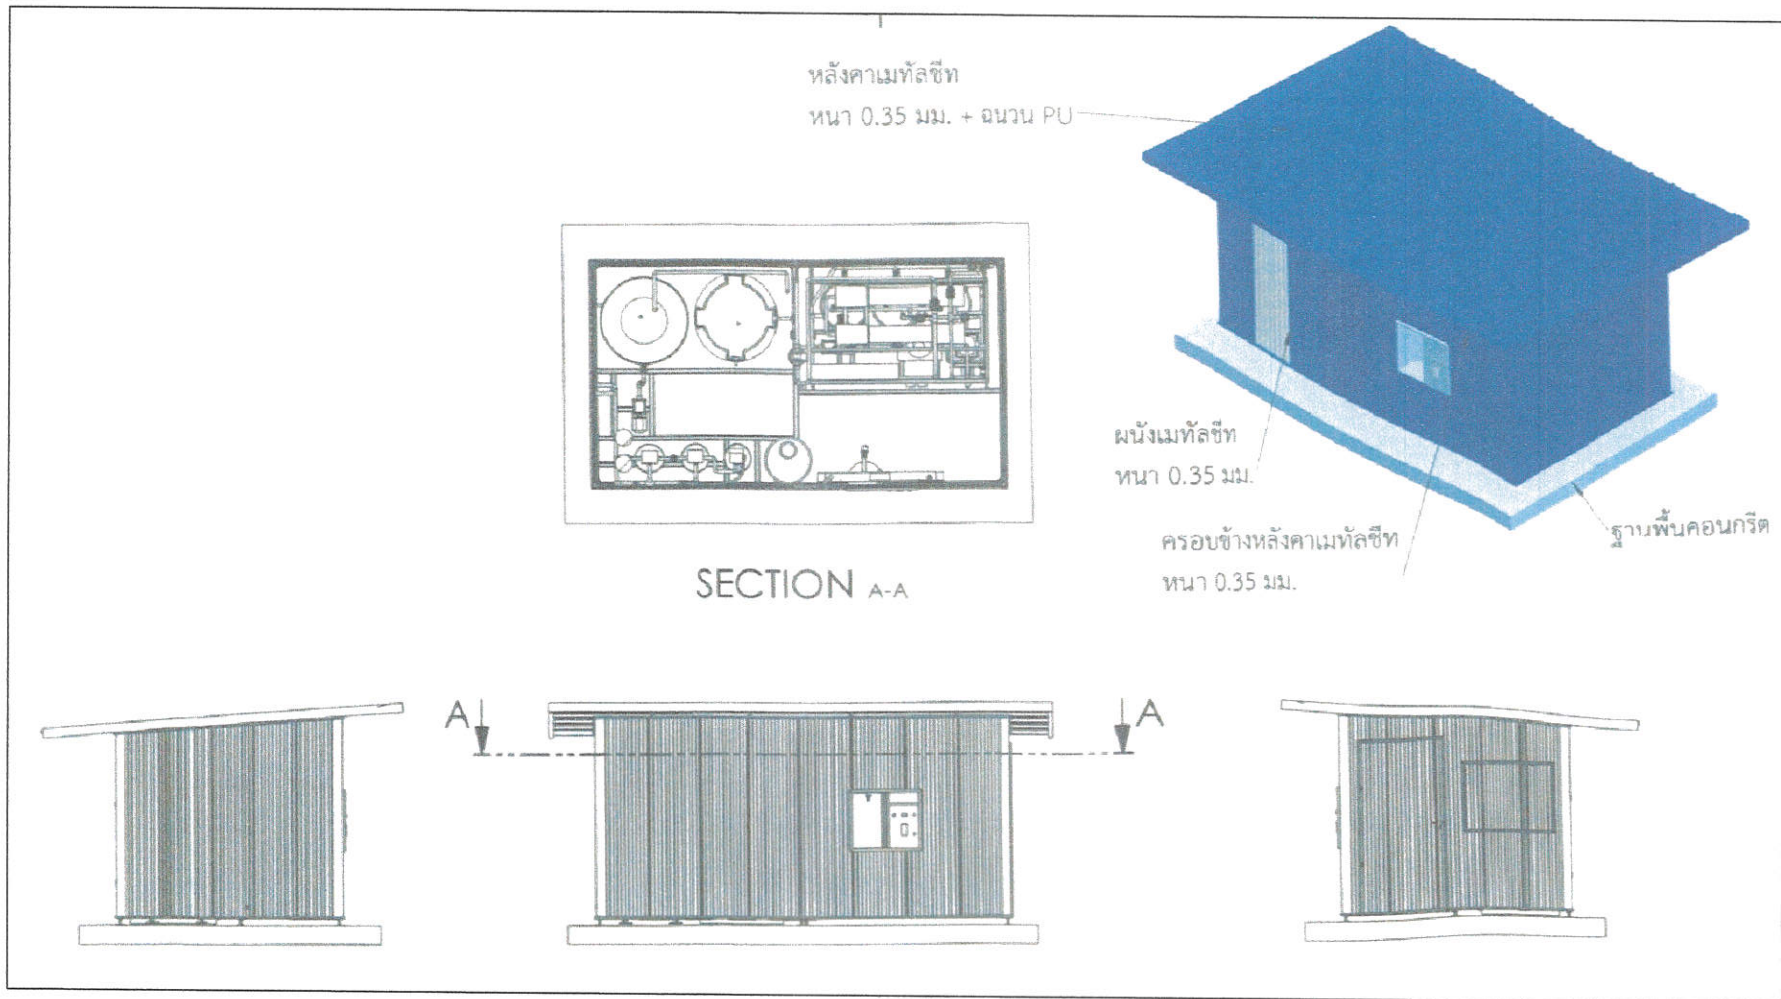 หลังคาเมทัลชีท
หนา 0.35 มม. + ฉนวน PU
ผนังเมทัลชีท
หนา 0.35 มม.
ครอบข้างหลังคาเมทัลชีท
หนา 0.35 มม.
ฐานพื้นคอนกรีต
SECTION A-A
A
A